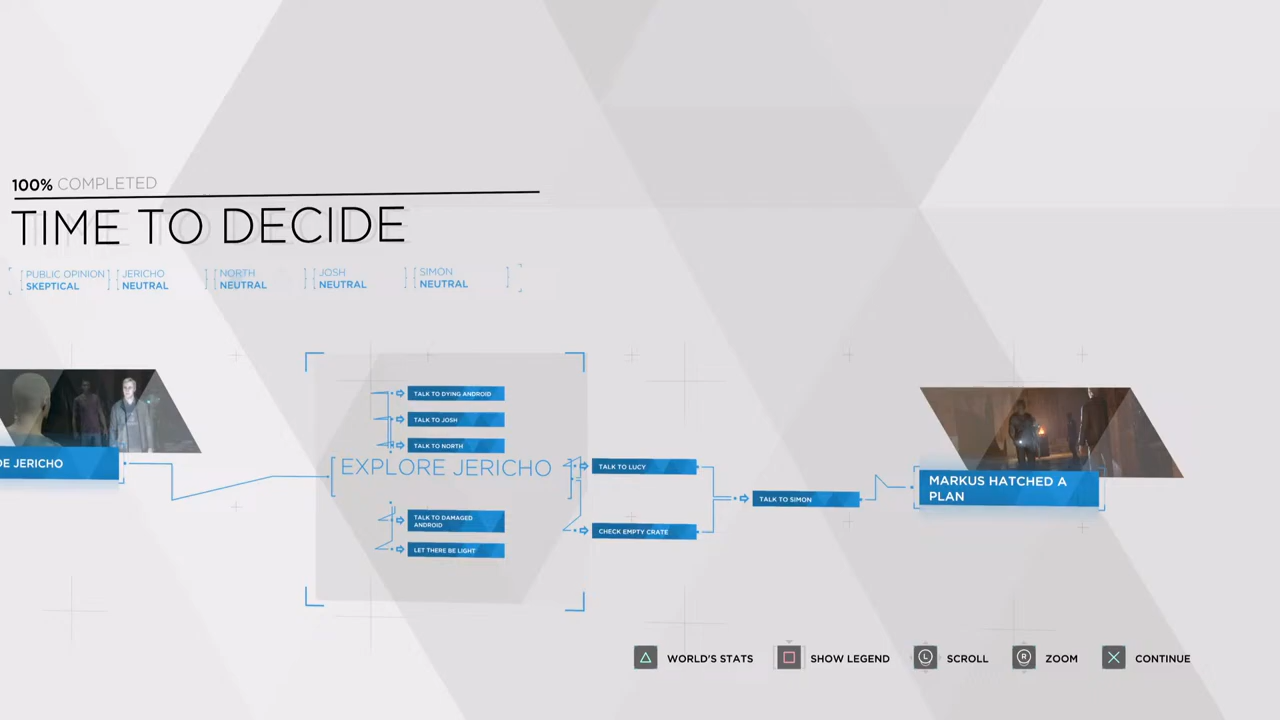 100% COMPLETED
TIME TO DECIDE
PUBLIC OPINION
SKEPTICAL
JERICHO
NEUTRAL
NORTH
NEUTRAL
JOSH
NEUTRAL
SIMON
NEUTRAL
JERICHO
TALK TO DYING ANDROID
TALK TO JOSH
TALK TO NORTH
EXPLORE JERICHO
TALK TO DAMAGED
ANDROID
LET THERE BE LIGHT
TALK TO LUCY
CHECK EMPTY CRATE
TALK TO SIMON
MARKUS HATCHED A
PLAN
WORLD'S STATS
SHOW LEGEND
L
SCROLL
R
ZOOM
CONTINUE